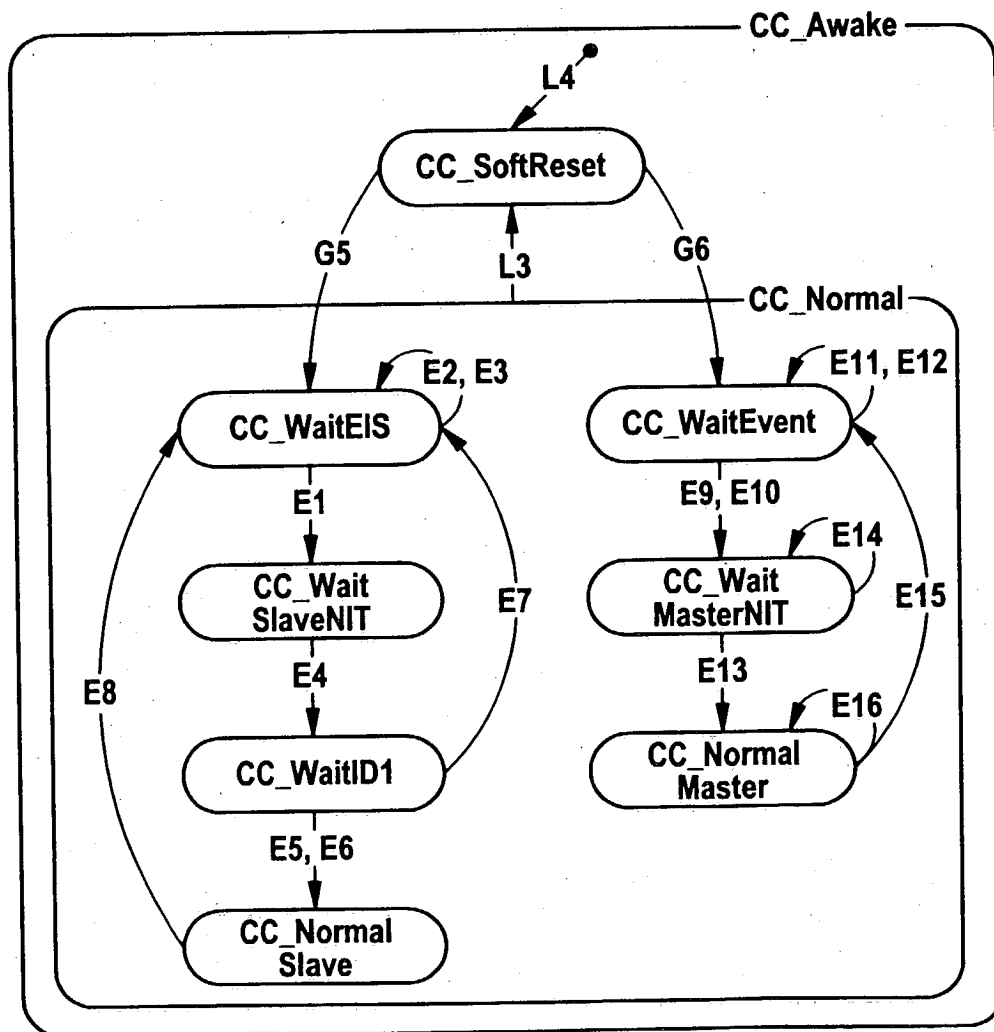 CC_Awake
L4
CC_SoftReset
G5
L3
G6
CC_Normal
E2, E3
E11, E12
CC_WaitEIS
CC_WaitEvent
E1
E9, E10
CC_Wait
SlaveNIT
E7
E14
CC_Wait
MasterNIT
E15
E8
E4
E13
E16
CC_WaitID1
CC_Normal
Master
E5, E6
CC_Normal
Slave